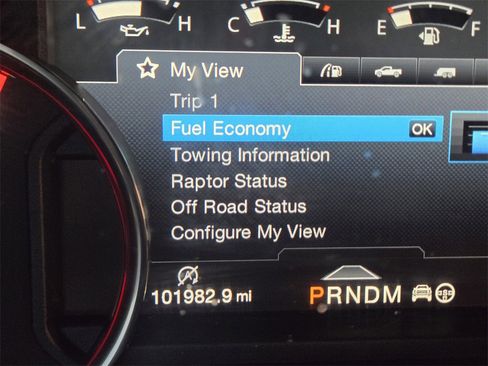 L H C H E F
My View
Trip 1
Fuel Economy OK
Towing Information
Raptor Status
Off Road Status
Configure My View
101982.9 mi PRNDM